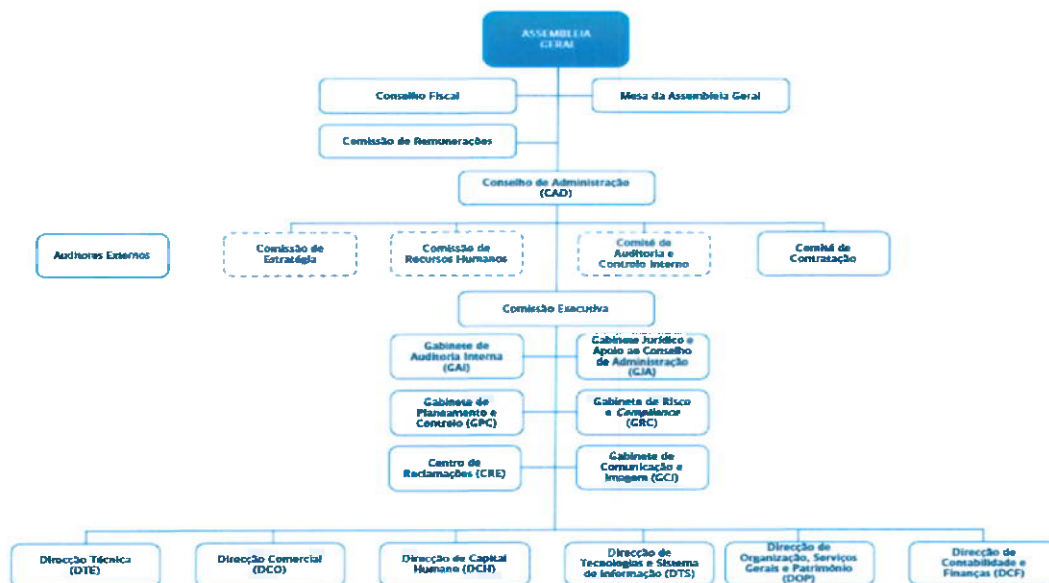 ASSEMBLEIA
GERAL
Conselho Fiscal
Mesa da Assembleia Geral
Comissão de Remunerações
Conselho de Administração
(CAD)
Auditores Externos
Comissão de
Estratégia
Comissão de
Recursos Humanos
Comité de
Auditoria e
Controlo Interno
Comité de
Contratação
Comissão Executiva
Gabinete de
Auditoria Interna
(GAI)
Gabinete Jurídico e
Apoio ao Conselho
de Administração
(GJA)
Gabinete de
Planeamento e
Controlo (GPC)
Gabinete de Risco
e Compliance
(GRC)
Centro de
Reclamações (CRE)
Gabinete de
Comunicação e
Imagem (GCI)
Direcção Técnica
(DTE)
Direcção Comercial
(DCO)
Direcção de Capital
Humano (DCH)
Direcção de
Tecnologias e Sistema
de Informação (DTS)
Direcção de
Organização, Serviços
Gerais e Património
(DOP)
Direcção de
Contabilidade e
Finanças (DCF)